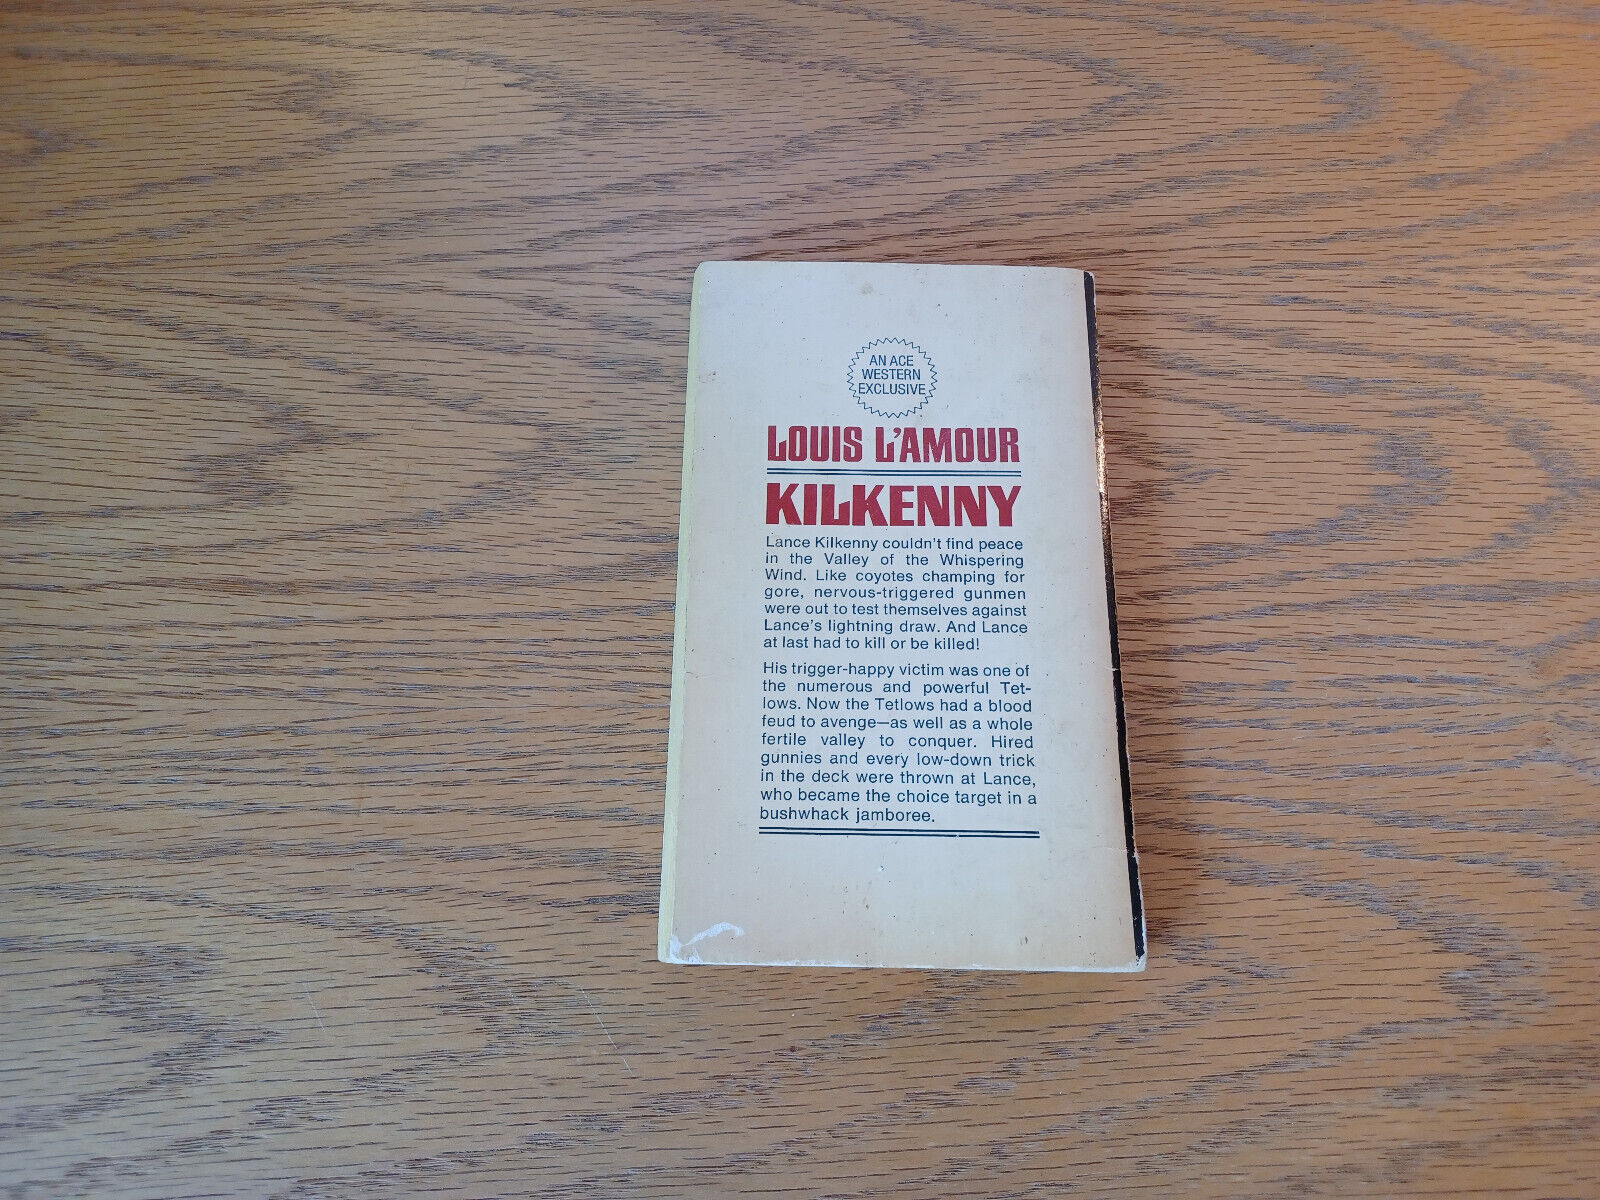 AN ACE
WESTERN
EXCLUSIVE
LOUIS L'AMOUR
KILKENNY
Lance Kilkenny couldn't find peace
in the Valley of the Whispering
Wind. Like coyotes champing for
gore, nervous-triggered gunmen
were out to test themselves against
Lance's lightning draw. And Lance
at last had to kill or be killed!
His trigger-happy victim was one of
the numerous and powerful Tet-
lows. Now the Tetlows had a blood
feud to avenge—as well as a whole
fertile valley to conquer. Hired
gunnies and every low-down trick
in the deck were thrown at Lance,
who became the choice target in a
bushwhack jamboree.